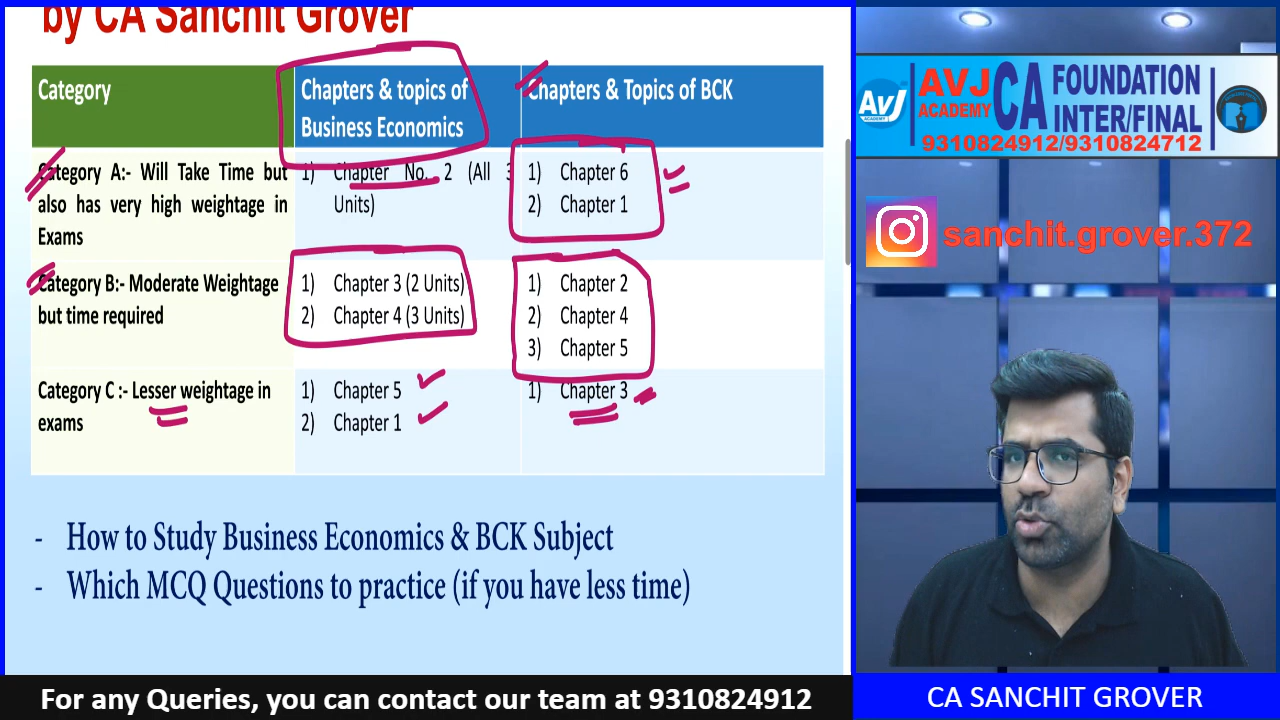 by CA Sanchit Grover
Category
Chapters & topics of
Business Economics
Chapters & Topics of BCK
Category A:- Will Take Time but
also has very high weightage in
Exams
1) Chapter No. 2 (All 3
Units)
1) Chapter 6
2) Chapter 1
Category B:- Moderate Weightage
but time required
1) Chapter 3 (2 Units)
2) Chapter 4 (3 Units)
1) Chapter 2
2) Chapter 4
3) Chapter 5
Category C :- Lesser weightage in
exams
1) Chapter 5
2) Chapter 1
1) Chapter 3
- How to Study Business Economics & BCK Subject
- Which MCQ Questions to practice (if you have less time)
For any Queries, you can contact our team at 9310824912
AVJ
ACADEMY
AVJ
ACADEMY
CA
FOUNDATION
INTER/FINAL
9310824912/9310824712
sanchit.grover.372
CA SANCHIT GROVER